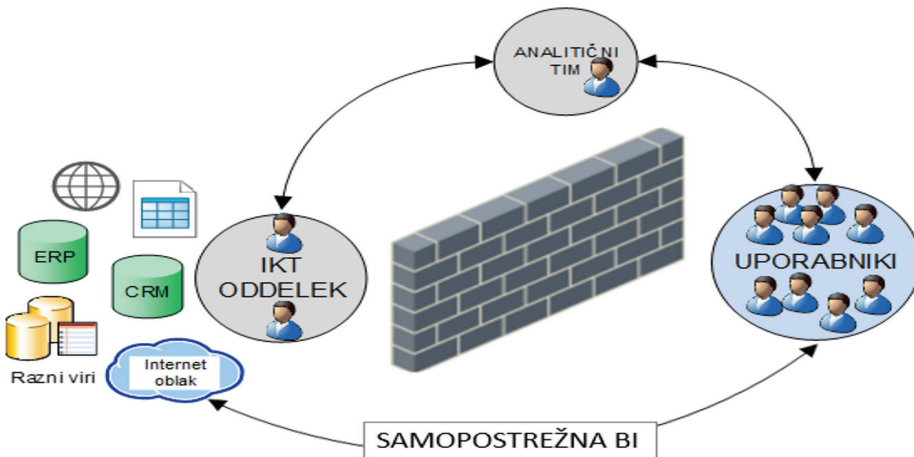 ANALITIČNI
TIM
ERP
CRM
IKT
ODDELEK
UPORABNIKI
Razni viri
Internet
oblak
SAMOPOSTREŽNA BI